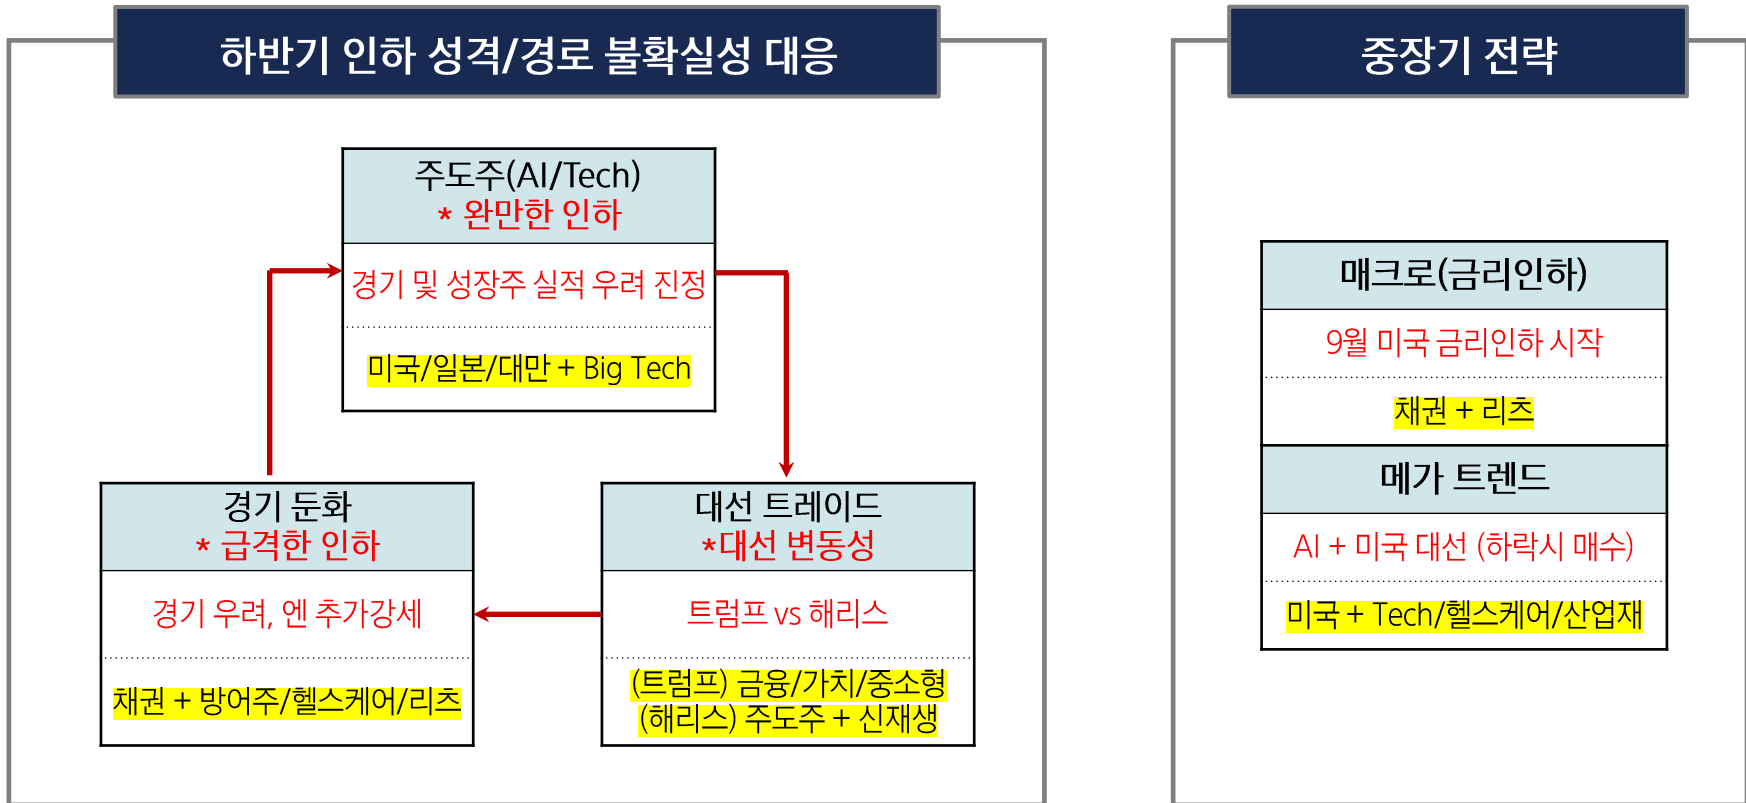 하반기 인하 성격/경로 불확실성 대응
주도주(AI/Tech)
* 완만한 인하
경기 및 성장주 실적 우려 진정
미국/일본/대만 + Big Tech
경기 둔화
* 급격한 인하
경기 우려, 엔 추가강세
채권 + 방어주/헬스케어/리츠
대선 트레이드
*대선 변동성
트럼프 vs 해리스
(트럼프) 금융/가치/중소형
(해리스) 주도주 + 신재생
중장기 전략
매크로(금리인하)
9월 미국 금리인하 시작
채권 + 리츠
메가 트렌드
AI + 미국 대선 (하락시 매수)
미국 + Tech/헬스케어/산업재